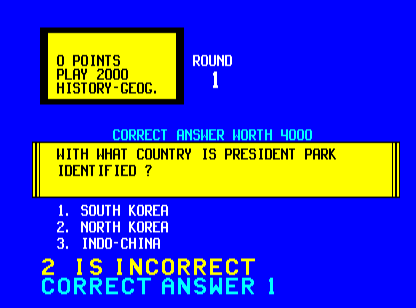 0 POINTS
PLAY 2000
HISTORY-GEOG.
ROUND
1
CORRECT ANSWER WORTH 4000
WITH WHAT COUNTRY IS PRESIDENT PARK
IDENTIFIED ?
1. SOUTH KOREA
2. NORTH KOREA
3. INDO-CHINA
2 IS INCORRECT
CORRECT ANSWER 1